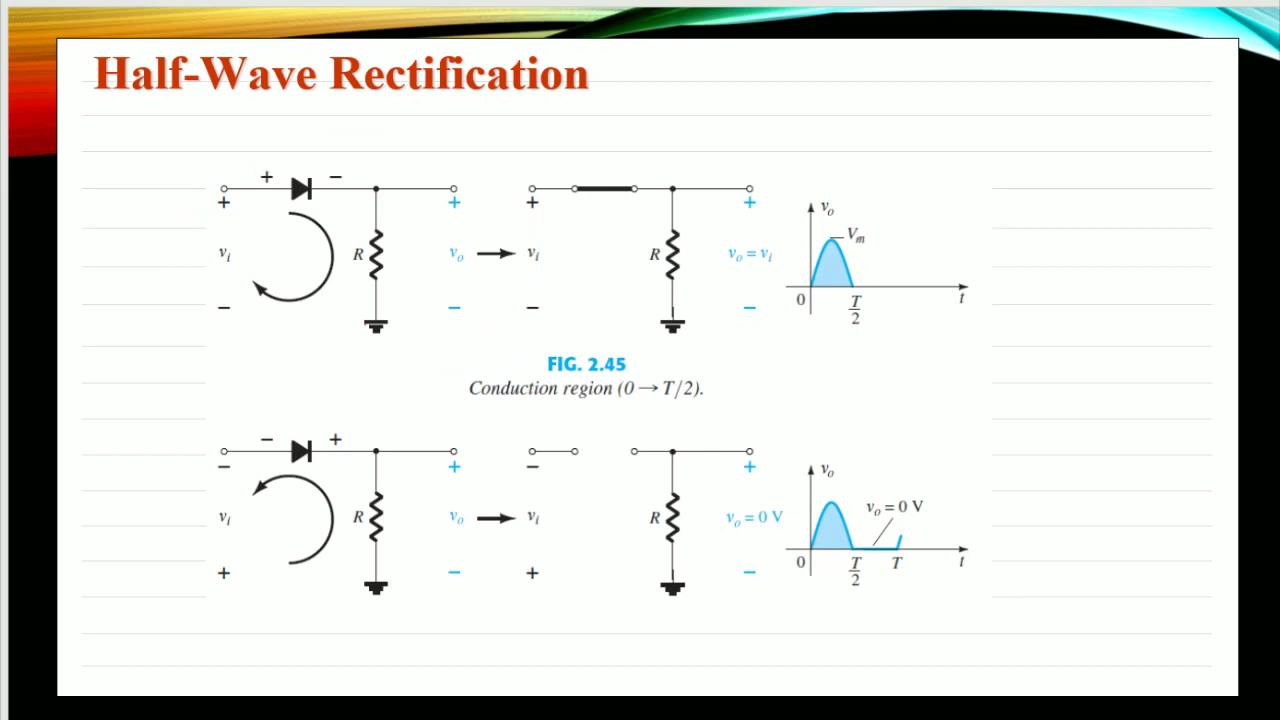 Half-Wave Rectification
+ −
+ + + +
vi R vo vi R vo = vi
− − − −
vo
Vm
0 T/2 t
FIG. 2.45
Conduction region (0 → T/2).
− +
− + − +
vi R vo vi R vo = 0 V
+ − + −
vo
vo = 0 V
0 T/2 T t